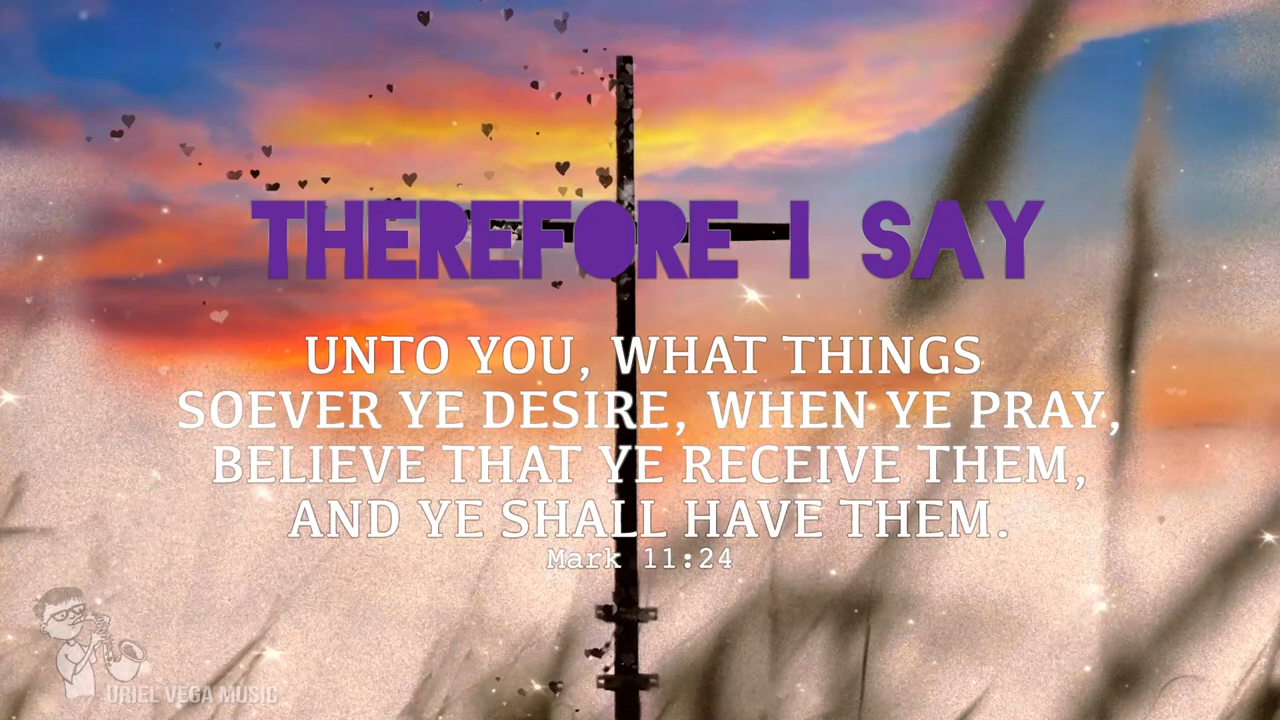 THEREFORE I SAY
UNTO YOU, WHAT THINGS
SOEVER YE DESIRE, WHEN YE PRAY,
BELIEVE THAT YE RECEIVE THEM,
AND YE SHALL HAVE THEM.
Mark 11:24
URIEL VEGA MUSIC